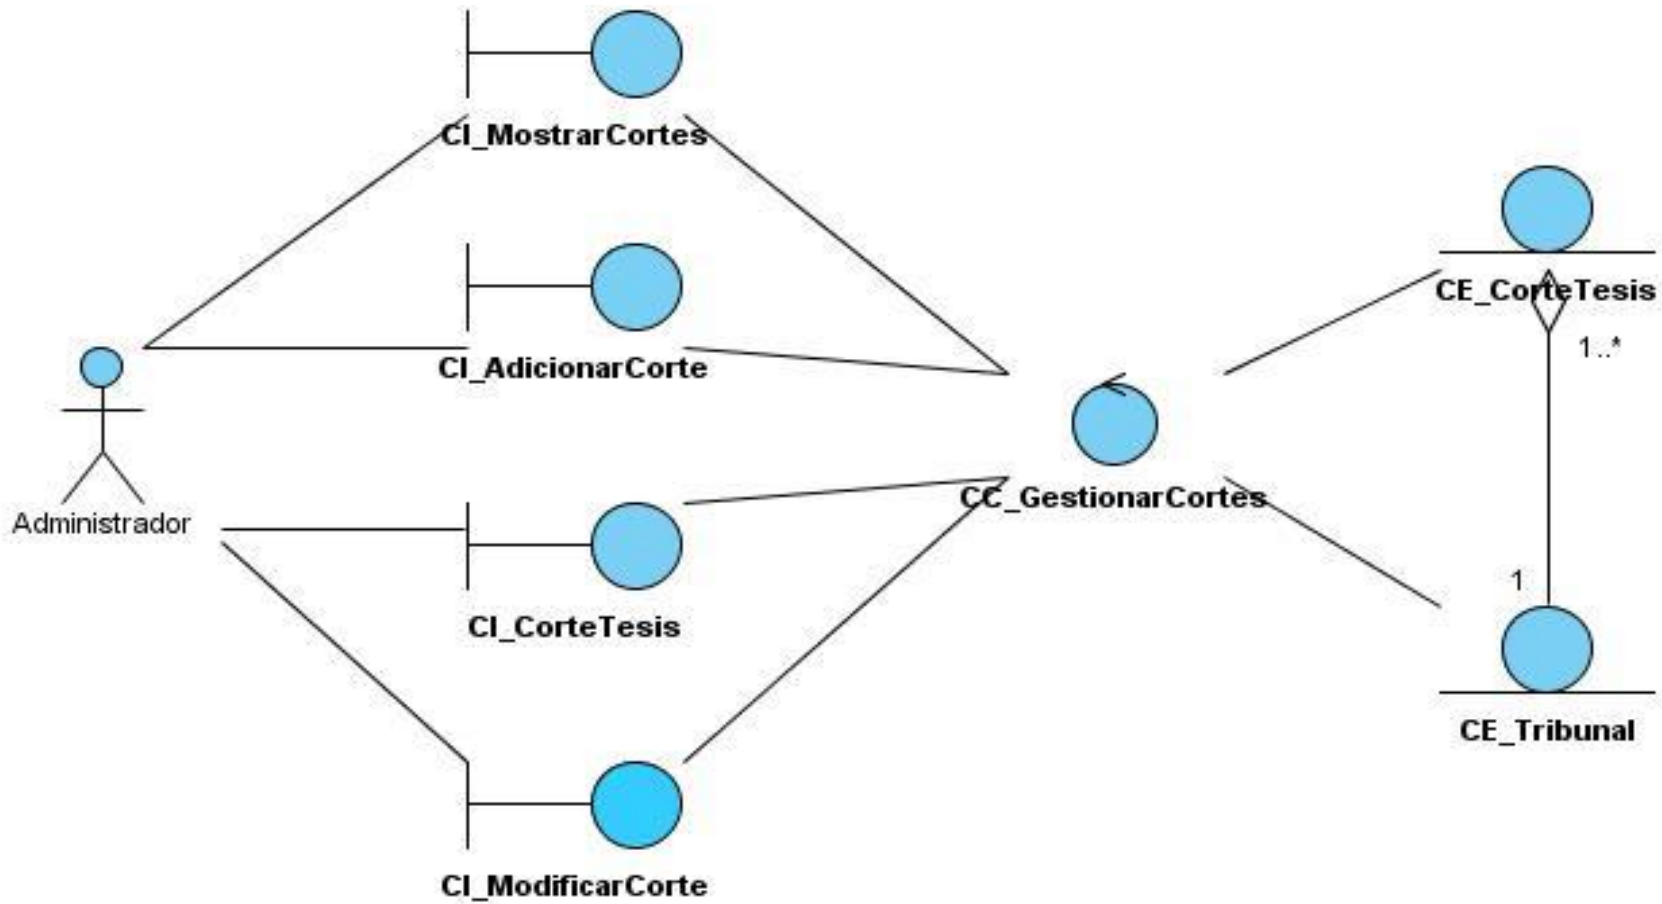 CI_MostrarCortes
CE_CorteTesis
1..*
CI_AdicionarCorte
CC_GestionarCortes
Administrador
1
CI_CorteTesis
CE_Tribunal
CI_ModificarCorte